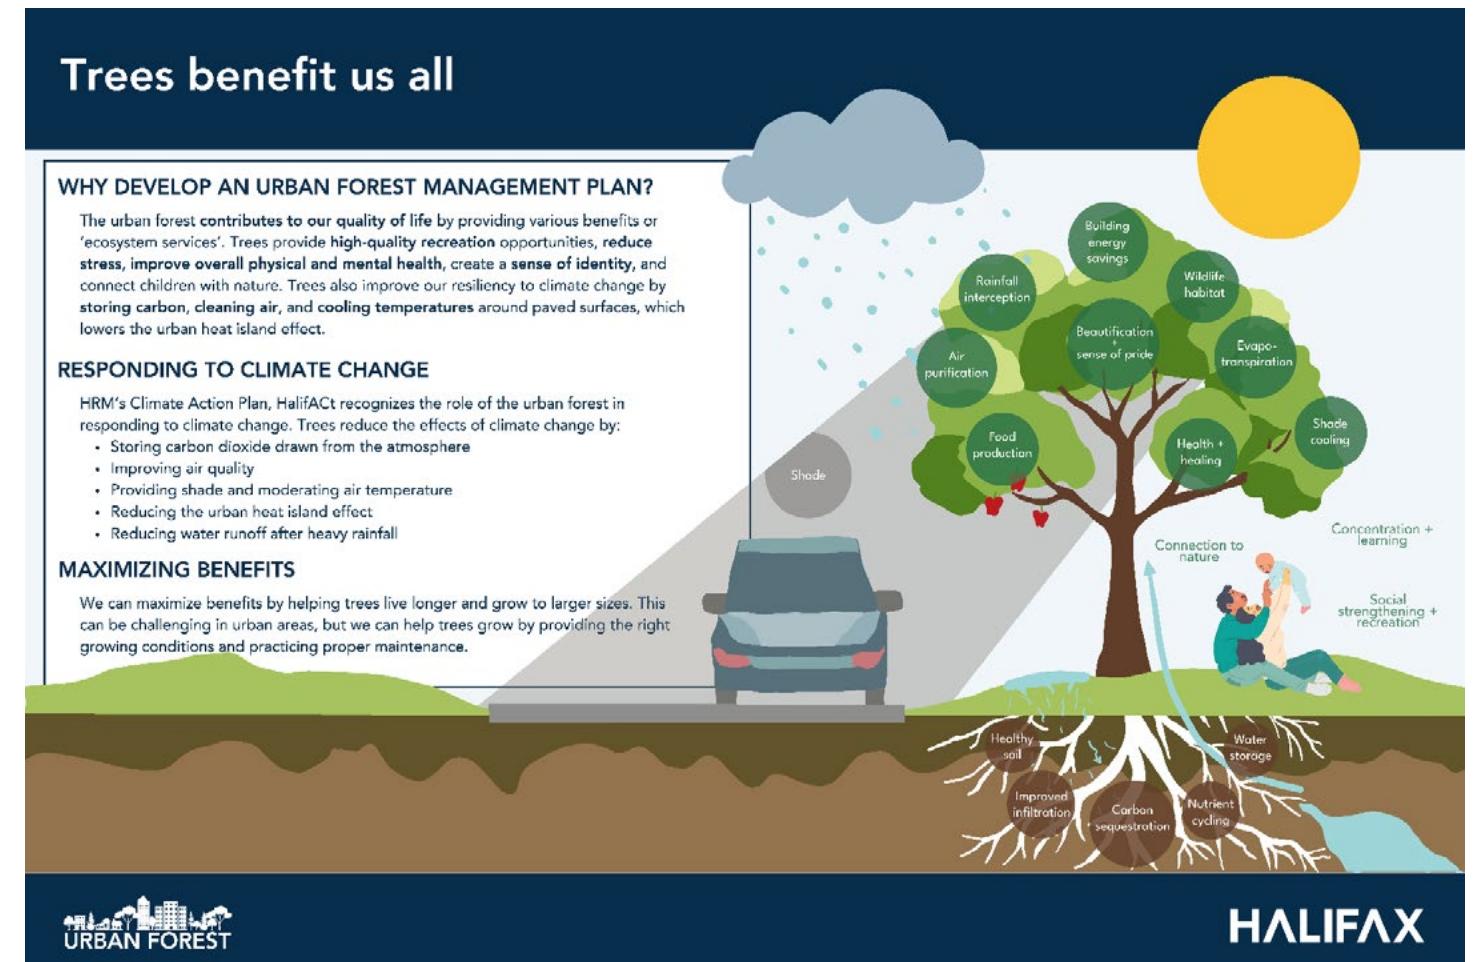 Trees benefit us all
WHY DEVELOP AN URBAN FOREST MANAGEMENT PLAN?
The urban forest contributes to our quality of life by providing various benefits or
'ecosystem services'. Trees provide high-quality recreation opportunities, reduce
stress, improve overall physical and mental health, create a sense of identity, and
connect children with nature. Trees also improve our resiliency to climate change by
storing carbon, cleaning air, and cooling temperatures around paved surfaces, which
lowers the urban heat island effect.
RESPONDING TO CLIMATE CHANGE
HRM's Climate Action Plan, HalifACt recognizes the role of the urban forest in
responding to climate change. Trees reduce the effects of climate change by:
• Storing carbon dioxide drawn from the atmosphere
• Improving air quality
• Providing shade and moderating air temperature
• Reducing the urban heat island effect
• Reducing water runoff after heavy rainfall
MAXIMIZING BENEFITS
We can maximize benefits by helping trees live longer and grow to larger sizes. This
can be challenging in urban areas, but we can help trees grow by providing the right
growing conditions and practicing proper maintenance.
Shade
Building
energy
savings
Rainfall
interception
Wildlife
habitat
Beautification
+
sense of pride
Air
purification
Evapo-
transpiration
Food
production
Health +
healing
Shade
cooling
Connection to
nature
Concentration +
learning
Social
strengthening +
recreation
Healthy
soil
Water
storage
Improved
infiltration
Carbon
sequestration
Nutrient
cycling
URBAN FOREST
HALIFAX